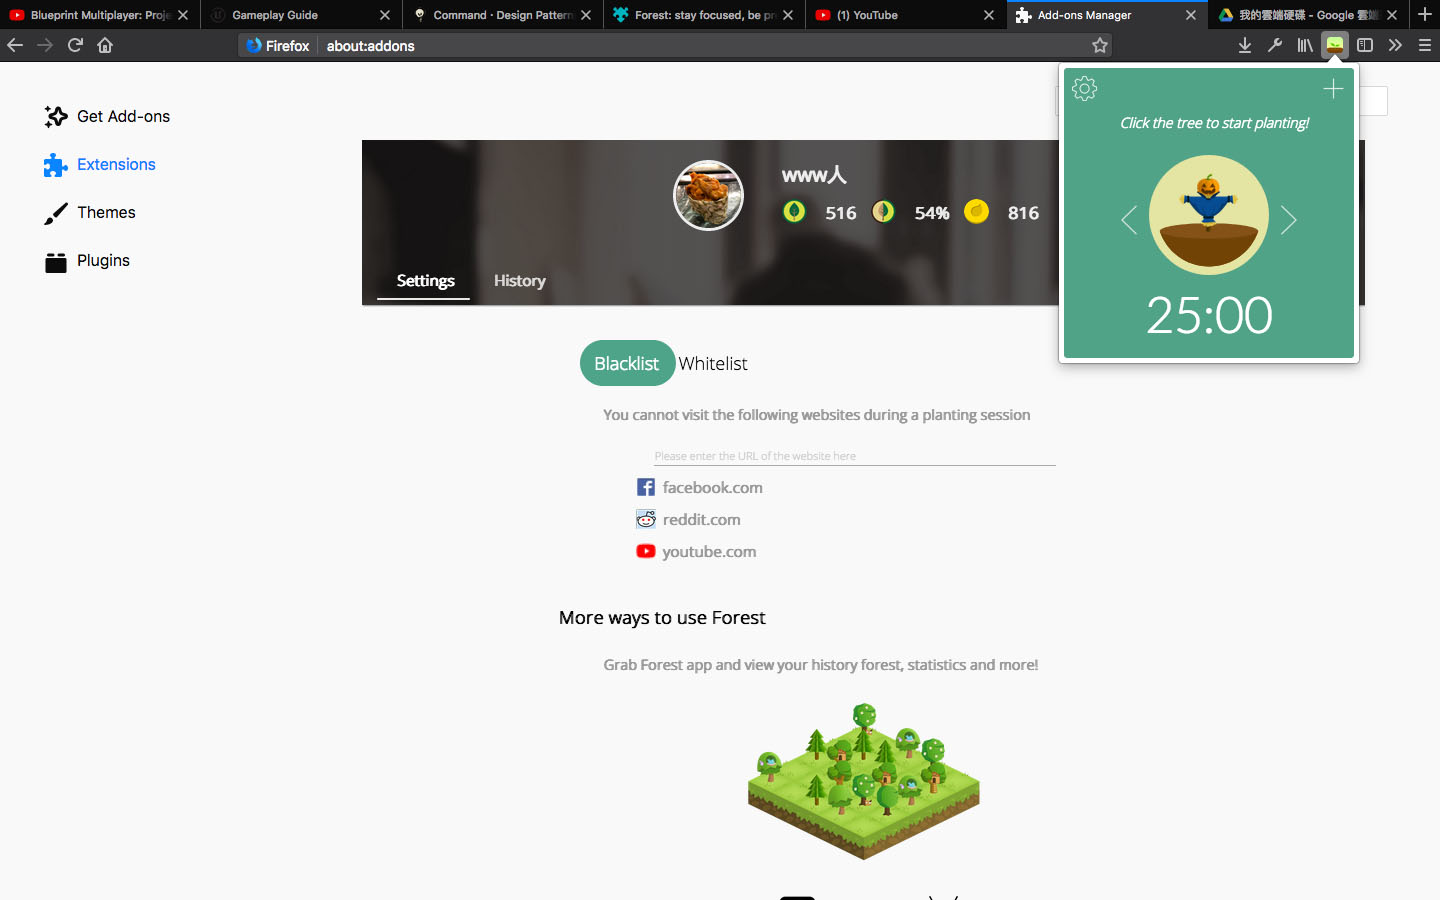 Blueprint Multiplayer: Proje
Gameplay Guide
Command · Design Pattern
Forest: stay focused, be pr
(1) YouTube
Add-ons Manager
我的雲端硬碟 - Google 雲端
Firefox
about:addons
Get Add-ons
Extensions
Themes
Plugins
www人
516
54%
816
Settings
History
Click the tree to start planting!
25:00
Blacklist
Whitelist
You cannot visit the following websites during a planting session
Please enter the URL of the website here
facebook.com
reddit.com
youtube.com
More ways to use Forest
Grab Forest app and view your history forest, statistics and more!